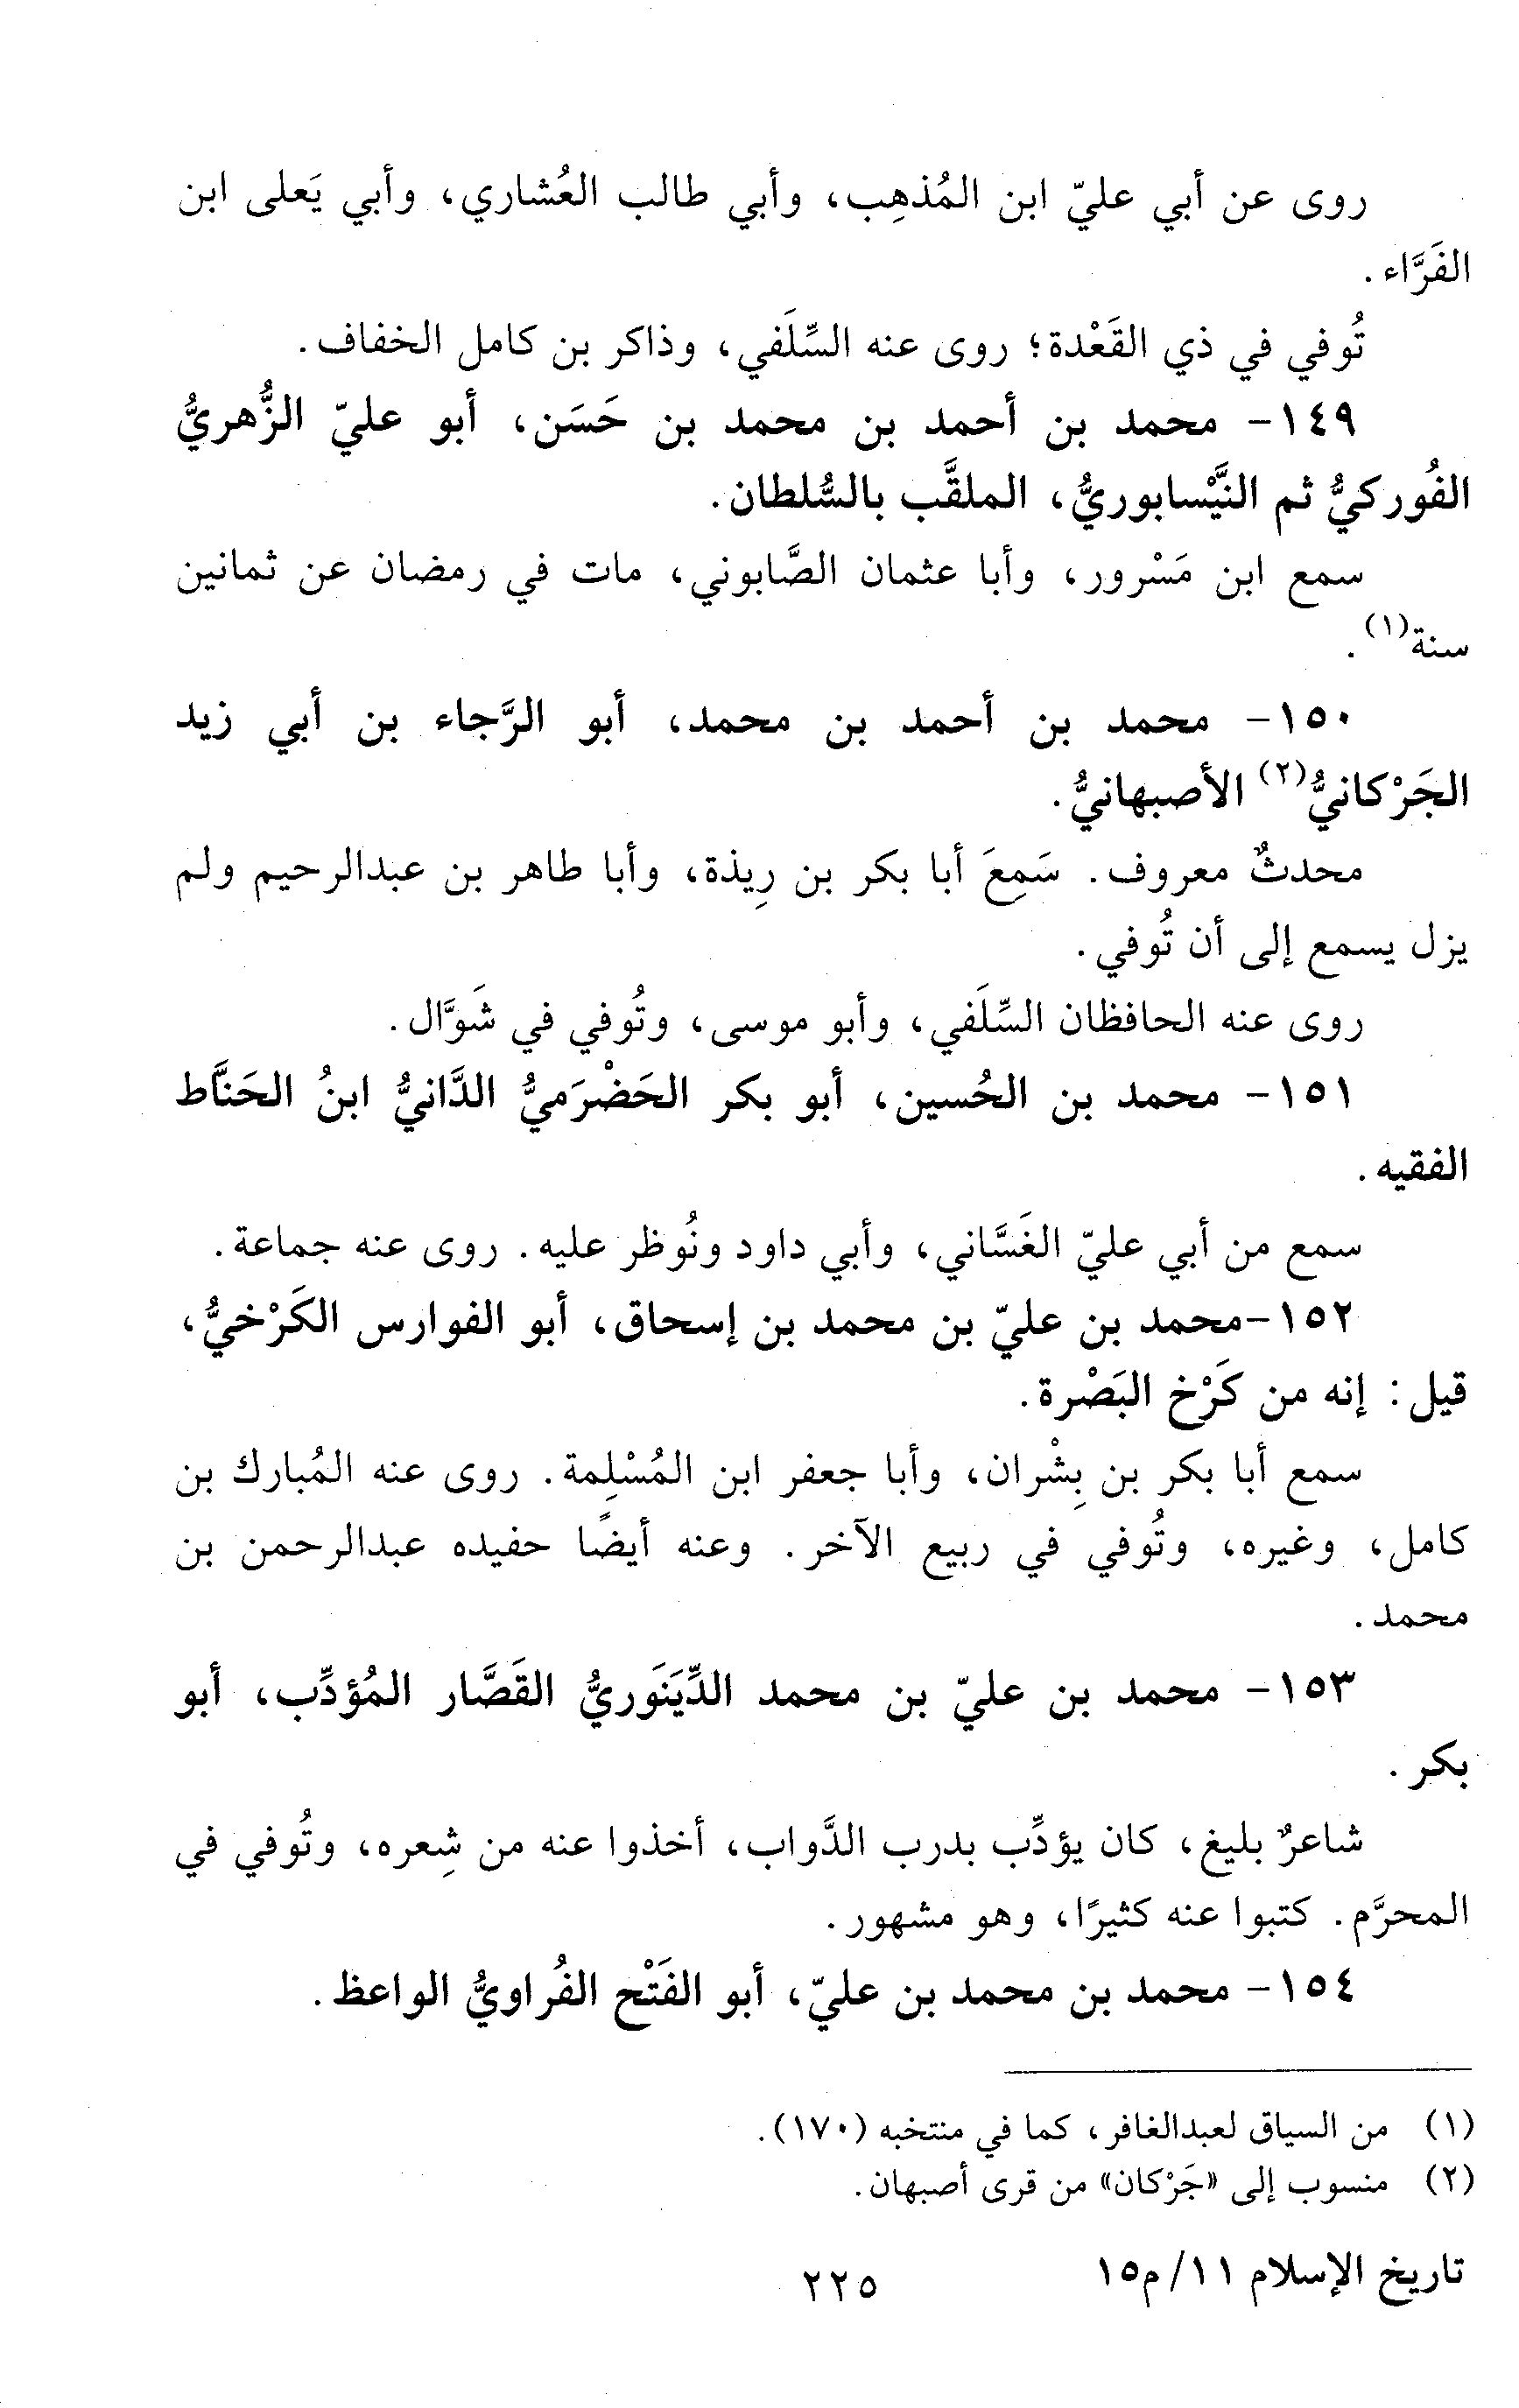 روى عن أبي عليّ ابن المُذهِب، وأبي طالب العُشاري، وأبي يَعلى ابن
الفَرَّاء.
تُوفي في ذي القَعْدة؛ روى عنه السِّلَفي، وذاكر بن كامل الخفاف.
١٤٩- محمد بن أحمد بن محمد بن حَسَن، أبو عليّ الزُّهريُّ
الفُوركيُّ ثم النَّيْسابوريُّ، الملقَّب بالسُّلطان.
سمع ابن مَسْرور، وأبا عثمان الصَّابوني، مات في رمضان عن ثمانين
سنة(١).
١٥٠- محمد بن أحمد بن محمد، أبو الرَّجاء بن أبي زيد
الجَرْكانيُّ(٢) الأصبهانيُّ.
محدثٌ معروف. سَمِعَ أبا بكر بن رِيذة، وأبا طاهر بن عبدالرحيم ولم
يزل يسمع إلى أن تُوفي.
روى عنه الحافظان السِّلَفي، وأبو موسى، وتُوفي في شَوَّال.
١٥١- محمد بن الحُسين، أبو بكر الحَضْرَميُّ الدَّانيُّ ابنُ الحَنَّاط
الفقيه.
سمع من أبي عليّ الغَسَّاني، وأبي داود ونُوظر عليه. روى عنه جماعة.
١٥٢-محمد بن عليّ بن محمد بن إسحاق، أبو الفوارس الكَرْخيُّ،
قيل: إنه من كَرْخ البَصْرة.
سمع أبا بكر بن بِشْران، وأبا جعفر ابن المُسْلِمة. روى عنه المُبارك بن
كامل، وغيره، وتُوفي في ربيع الآخر. وعنه أيضًا حفيده عبدالرحمن بن
محمد.
١٥٣- محمد بن عليّ بن محمد الدِّيَنَوريُّ القَصَّار المُؤدِّب، أبو
بكر.
شاعرٌ بليغ، كان يؤدِّب بدرب الدَّواب، أخذوا عنه من شِعره، وتُوفي في
المحرَّم. كتبوا عنه كثيرًا، وهو مشهور.
١٥٤- محمد بن محمد بن عليّ، أبو الفَتْح الفُراويُّ الواعظ.
(١) من السياق لعبدالغافر، كما في منتخبه (١٧٠).
(٢) منسوب إلى «جَرْكان» من قرى أصبهان.
تاريخ الإسلام ١١/ م١٥
٢٢٥